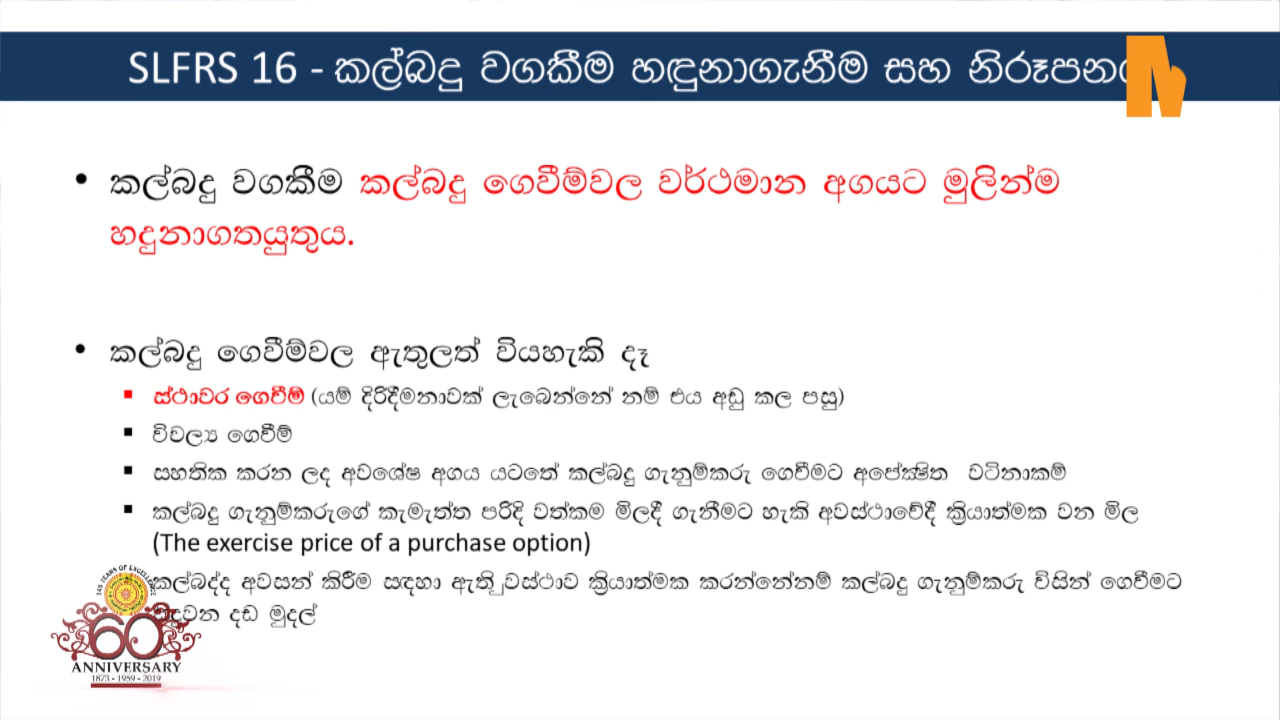 SLFRS 16 - කල්බදු වගකීම හඳුනාගැනීම සහ
• කල්බදු වගකීම කල්බදු ගෙවීම්වල වර්ථමාන අගයට මුලින්ම
හදුනාගතයුතුය.
• කල්බදු ගෙවීම්වල ඇතුලත් වියහැකි දෑ
▪ ස්ථාවර ගෙවීම් (යම් දිරිදීමනාවක් ලැබෙන්නේ නම් එය අඩු කල පසු)
▪ විචල්‍ය ගෙවීම්
▪ සහතික කරන ලද අවශේෂ අගය යටතේ කල්බදු ගැනුම්කරු ගෙවීමට අපේක්‍ෂිත වටිනාකම්
▪ කල්බදු ගැනුම්කරුගේ කැමැත්ත පරිදි වත්කම මිලදී ගැනීමට හැකි අවස්ථාවේදී ක්‍රියාත්මක වන මිල
(The exercise price of a purchase option)
කල්බද්ද අවසන් කිරීම සඳහා ඇති ක්‍රියාත්මක කරන්නේනම් කල්බදු ගැනුම්කරු විසින් ගෙවීමට
දඩ මුදල්
60
ANNIVERSARY
1873 - 1959 - 2019